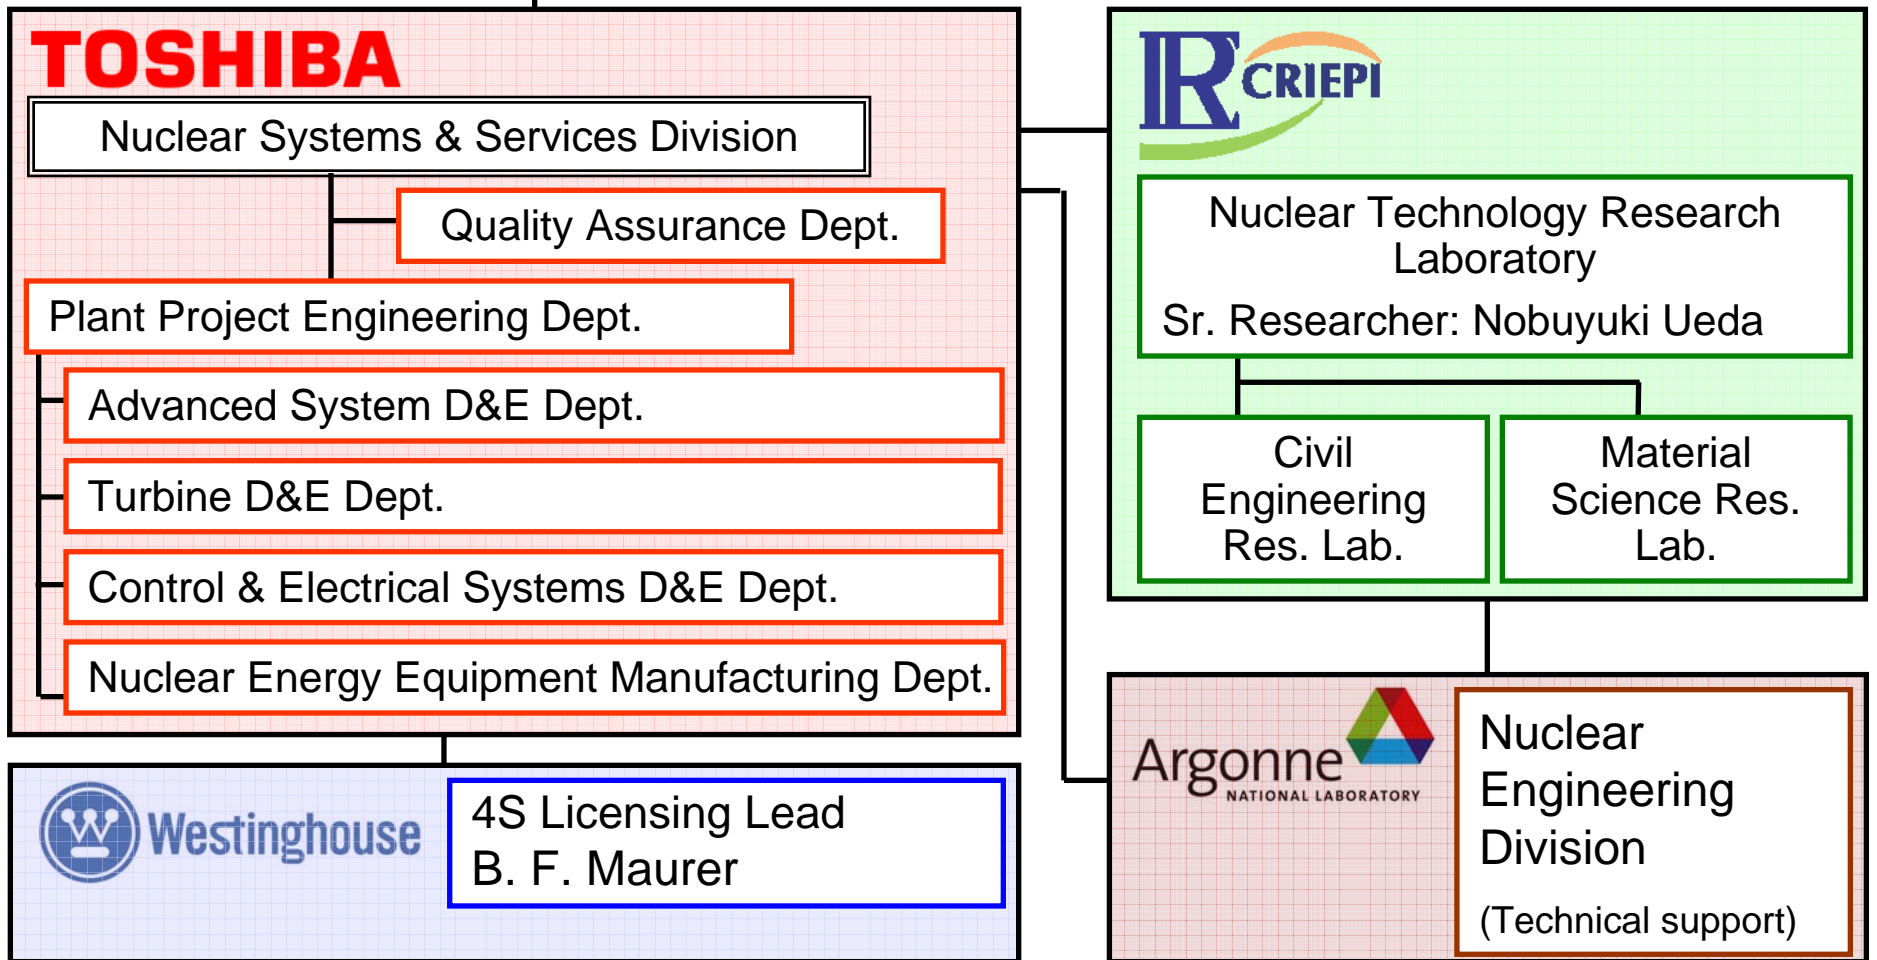 TOSHIBA
Nuclear Systems & Services Division
Quality Assurance Dept.
Plant Project Engineering Dept.
Advanced System D&E Dept.
Turbine D&E Dept.
Control & Electrical Systems D&E Dept.
Nuclear Energy Equipment Manufacturing Dept.
W Westinghouse
4S Licensing Lead
B. F. Maurer
R CRIEPI
Nuclear Technology Research
Laboratory
Sr. Researcher: Nobuyuki Ueda
Civil
Engineering
Res. Lab.
Material
Science Res.
Lab.
Argonne
NATIONAL LABORATORY
Nuclear
Engineering
Division
(Technical support)